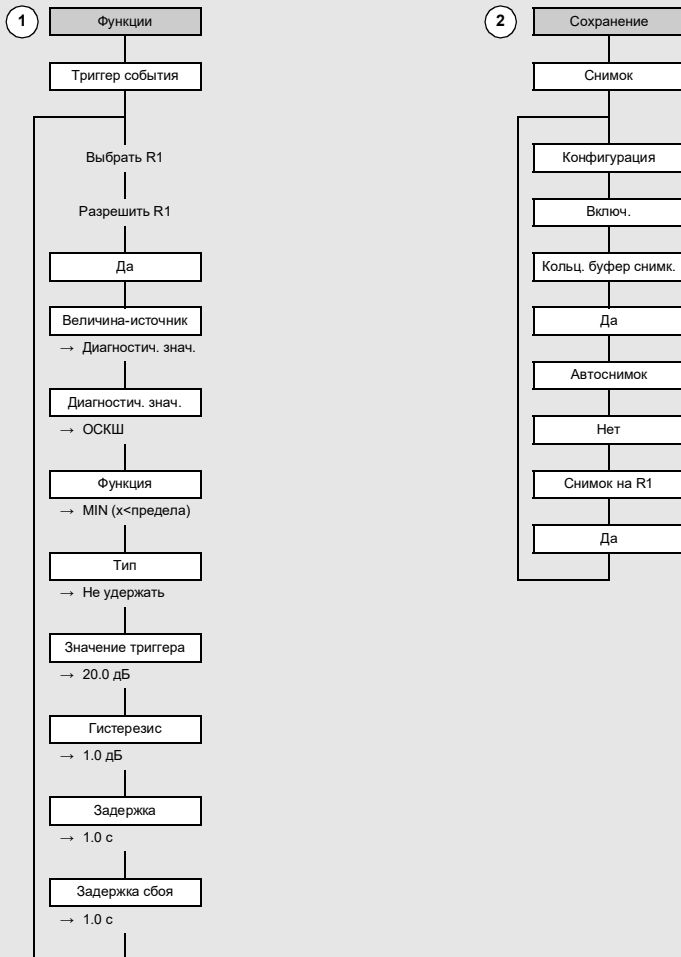 1
Функции
Триггер события
Выбрать R1
Разрешить R1
Да
Величина-источник
→ Диагностич. знач.
Диагностич. знач.
→ ОСКШ
Функция
→ MIN (x<предела)
Тип
→ Не удержать
Значение триггера
→ 20.0 дБ
Гистерезис
→ 1.0 дБ
Задержка
→ 1.0 с
Задержка сбоя
→ 1.0 с
2
Сохранение
Снимок
Конфигурация
Включ.
Кольц. буфер снимк.
Да
Автоснимок
Нет
Снимок на R1
Да